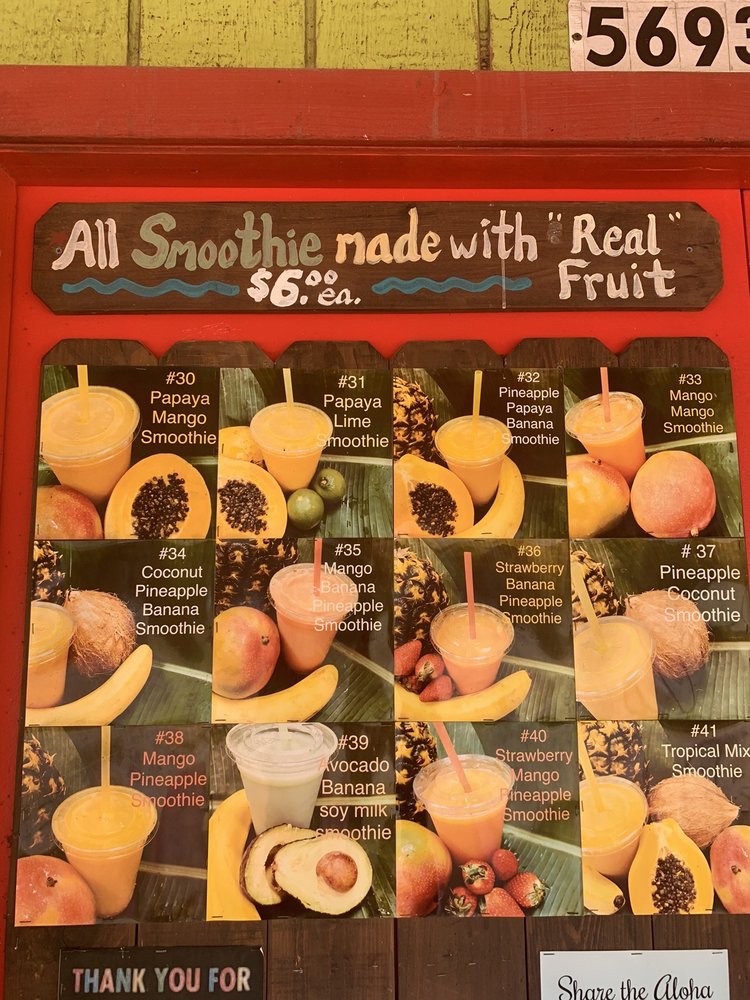 5693
All Smoothie made with "Real" Fruit
$6.00 ea.
#30
Papaya
Mango
Smoothie
#31
Papaya
Lime
Smoothie
#32
Pineapple
Papaya
Banana
Smoothie
#33
Mango
Mango
Smoothie
#34
Coconut
Pineapple
Banana
Smoothie
#35
Mango
Banana
Pineapple
Smoothie
#36
Strawberry
Banana
Pineapple
Smoothie
# 37
Pineapple
Coconut
Smoothie
#38
Mango
Pineapple
Smoothie
#39
Avocado
Banana
soy milk
smoothie
#40
Strawberry
Mango
Pineapple
Smoothie
#41
Tropical Mix
Smoothie
THANK YOU FOR
Share the Aloha